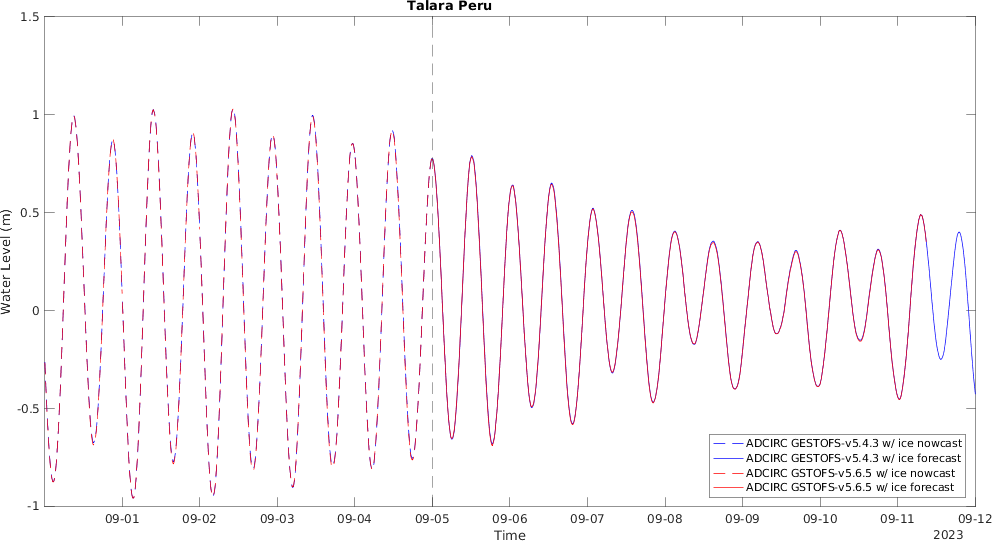 Talara Peru
1.5
1
0.5
0
-0.5
-1
Water Level (m)
09-01 09-02 09-03 09-04 09-05 09-06 09-07 09-08 09-09 09-10 09-11 09-12
Time
2023
ADCIRC GESTOFS-v5.4.3 w/ ice nowcast
ADCIRC GESTOFS-v5.4.3 w/ ice forecast
ADCIRC GSTOFS-v5.6.5 w/ ice nowcast
ADCIRC GSTOFS-v5.6.5 w/ ice forecast